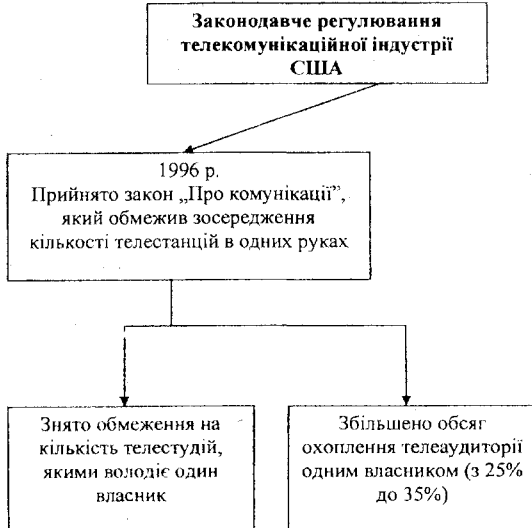 Законодавче регулювання
телекомунікаційної індустрії
США
1996 р.
Прийнято закон „Про комунікації”,
який обмежив зосередження
кількості телестанцій в одних руках
Знято обмеження на
кількість телестудій,
якими володіє один
власник
Збільшено обсяг
охоплення телеаудиторії
одним власником (з 25%
до 35%)